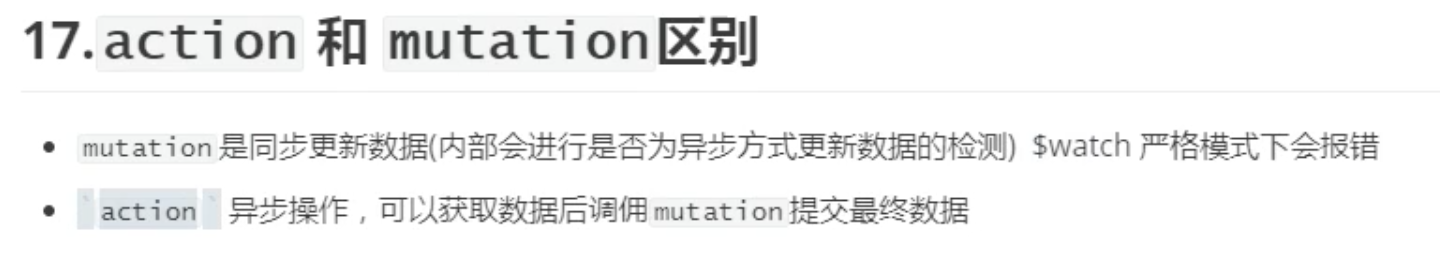 17.action 和 mutation区别
mutation是同步更新数据(内部会进行是否为异步方式更新数据的检测) $watch 严格模式下会报错
`action` 异步操作，可以获取数据后调佣mutation提交最终数据